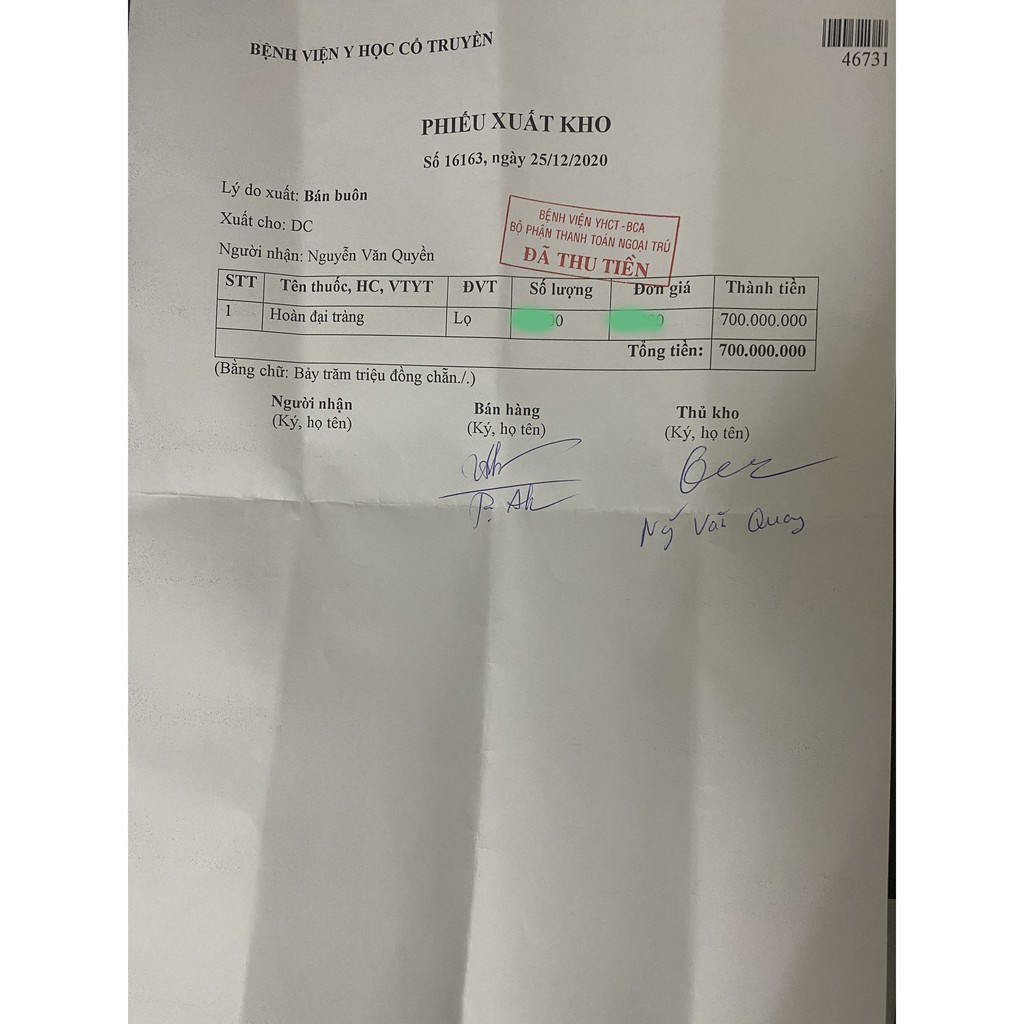 BỆNH VIỆN Y HỌC CỔ TRUYỀN
46731
PHIẾU XUẤT KHO
Số 16163, ngày 25/12/2020
Lý do xuất: Bán buôn
Xuất cho: DC
Người nhận: Nguyễn Văn Quyền
BỆNH VIỆN YHCT -BCA
BỘ PHẬN THANH TOÁN NGOẠI TRÚ
ĐÃ THU TIỀN
STT Tên thuốc, HC, VTYT ĐVT Số lượng Đơn giá Thành tiền
1 Hoàn đại tràng Lọ 0 0 700.000.000
Tổng tiền: 700.000.000
(Bằng chữ: Bảy trăm triệu đồng chẵn./.)
Người nhận Bán hàng Thủ kho
(Ký, họ tên) (Ký, họ tên) (Ký, họ tên)